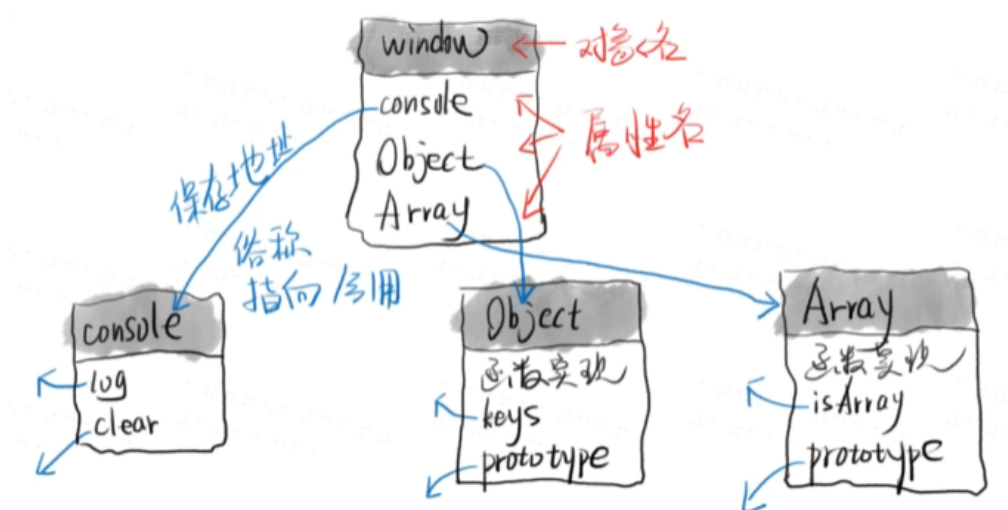 window
对象名
console
Object
Array
属性名
保存地址
俗称
指向/引用
console
log
clear
Object
函数实现
keys
prototype
Array
函数实现
isArray
prototype